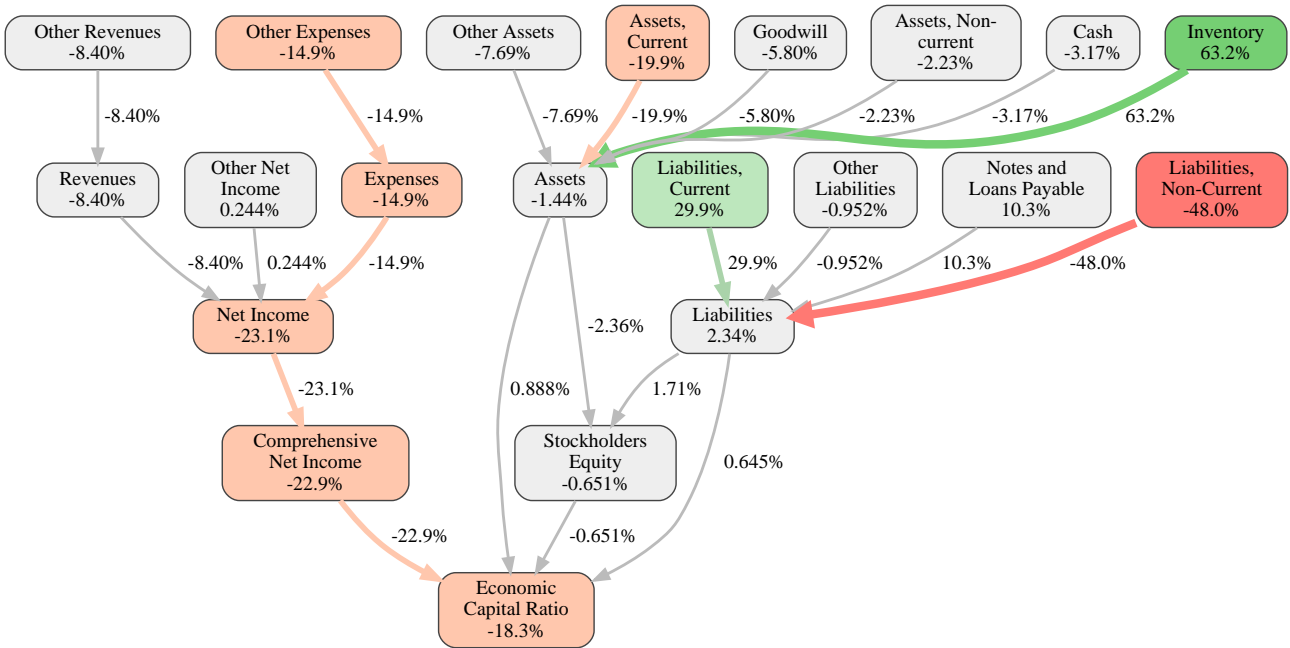 Other Revenues
-8.40%
Other Expenses
-14.9%
Other Assets
-7.69%
Assets,
Current
-19.9%
Goodwill
-5.80%
Assets, Non-
current
-2.23%
Cash
-3.17%
Inventory
63.2%
-8.40%
-14.9%
-7.69%
-19.9%
-5.80%
-2.23%
-3.17%
63.2%
Revenues
-8.40%
Other Net
Income
0.244%
Expenses
-14.9%
Assets
-1.44%
Liabilities,
Current
29.9%
Other
Liabilities
-0.952%
Notes and
Loans Payable
10.3%
Liabilities,
Non-Current
-48.0%
-8.40%
0.244%
-14.9%
29.9%
-0.952%
10.3%
-48.0%
Net Income
-23.1%
-2.36%
Liabilities
2.34%
-23.1%
0.888%
1.71%
Comprehensive
Net Income
-22.9%
Stockholders
Equity
-0.651%
0.645%
-22.9%
-0.651%
Economic
Capital Ratio
-18.3%